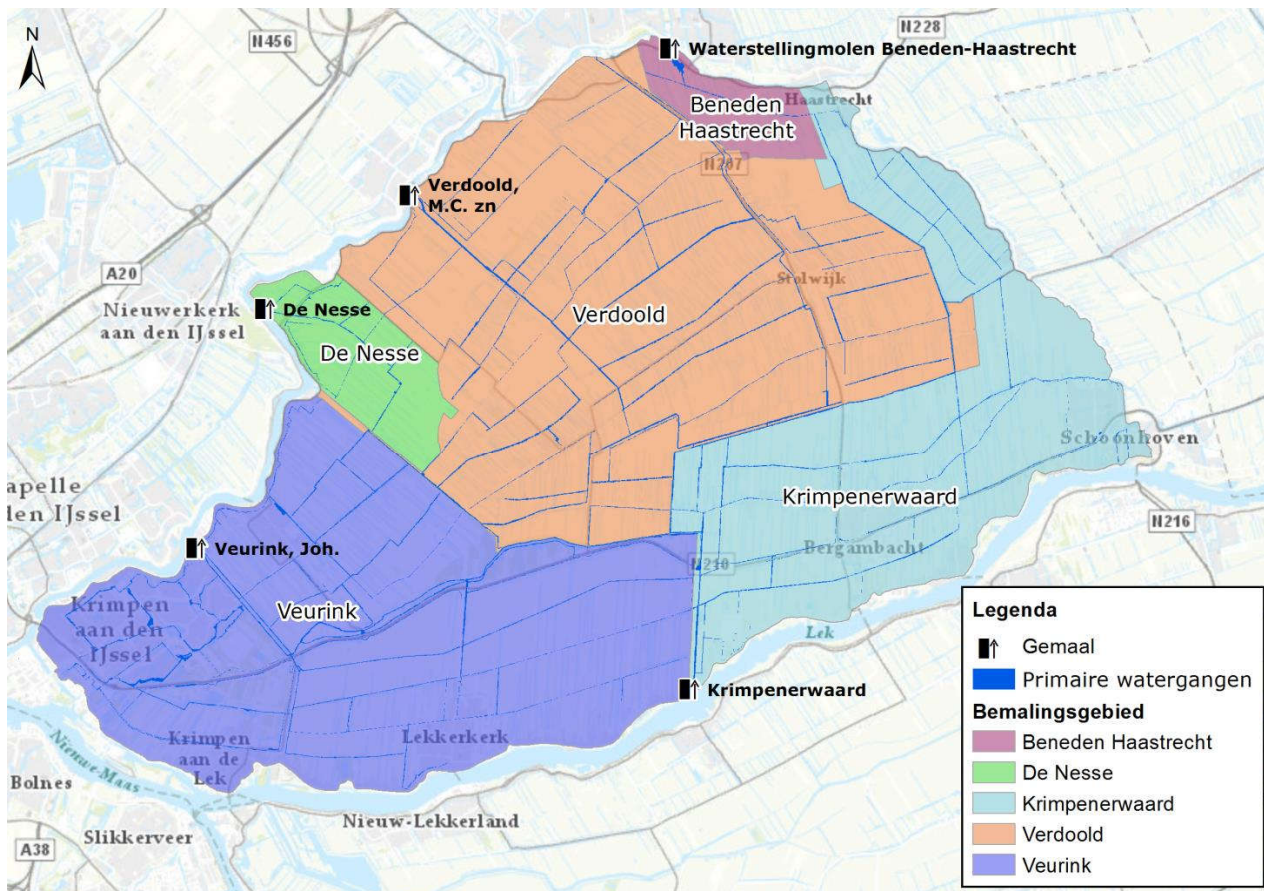 N
N456
N228
Waterstellingmolen Beneden-Haastrecht
Haastrecht
Beneden
Haastrecht
N207
Verdoold,
M.C. zn
A20
Nieuwerkerk
aan den IJssel
De Nesse
De Nesse
Verdoold
Stolwijk
Schoonhoven
Krimpenerwaard
N216
apelle
den IJssel
Veurink, Joh.
Bergambacht
N210
Krimpen
aan den
IJssel
Veurink
Lek
Krimpenerwaard
Lekkerkerk
Krimpen
aan de
Lek
Nieuwe-Maas
Bolnes
Slikkerveer
Nieuw-Lekkerland
A38
Legenda
Gemaal
Primaire watergangen
Bemalingsgebied
Beneden Haastrecht
De Nesse
Krimpenerwaard
Verdoold
Veurink